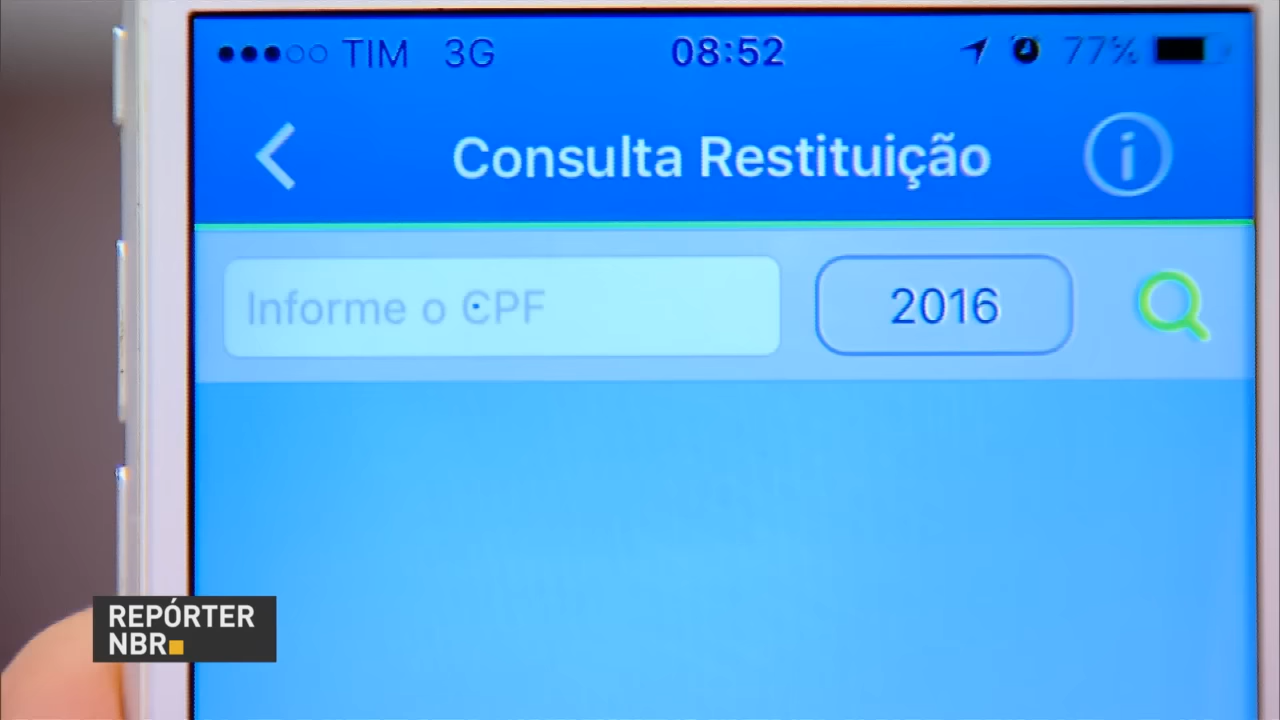 TIM 3G 08:52 77%
Consulta Restituição
Informe o CPF 2016
REPÓRTER
NBR